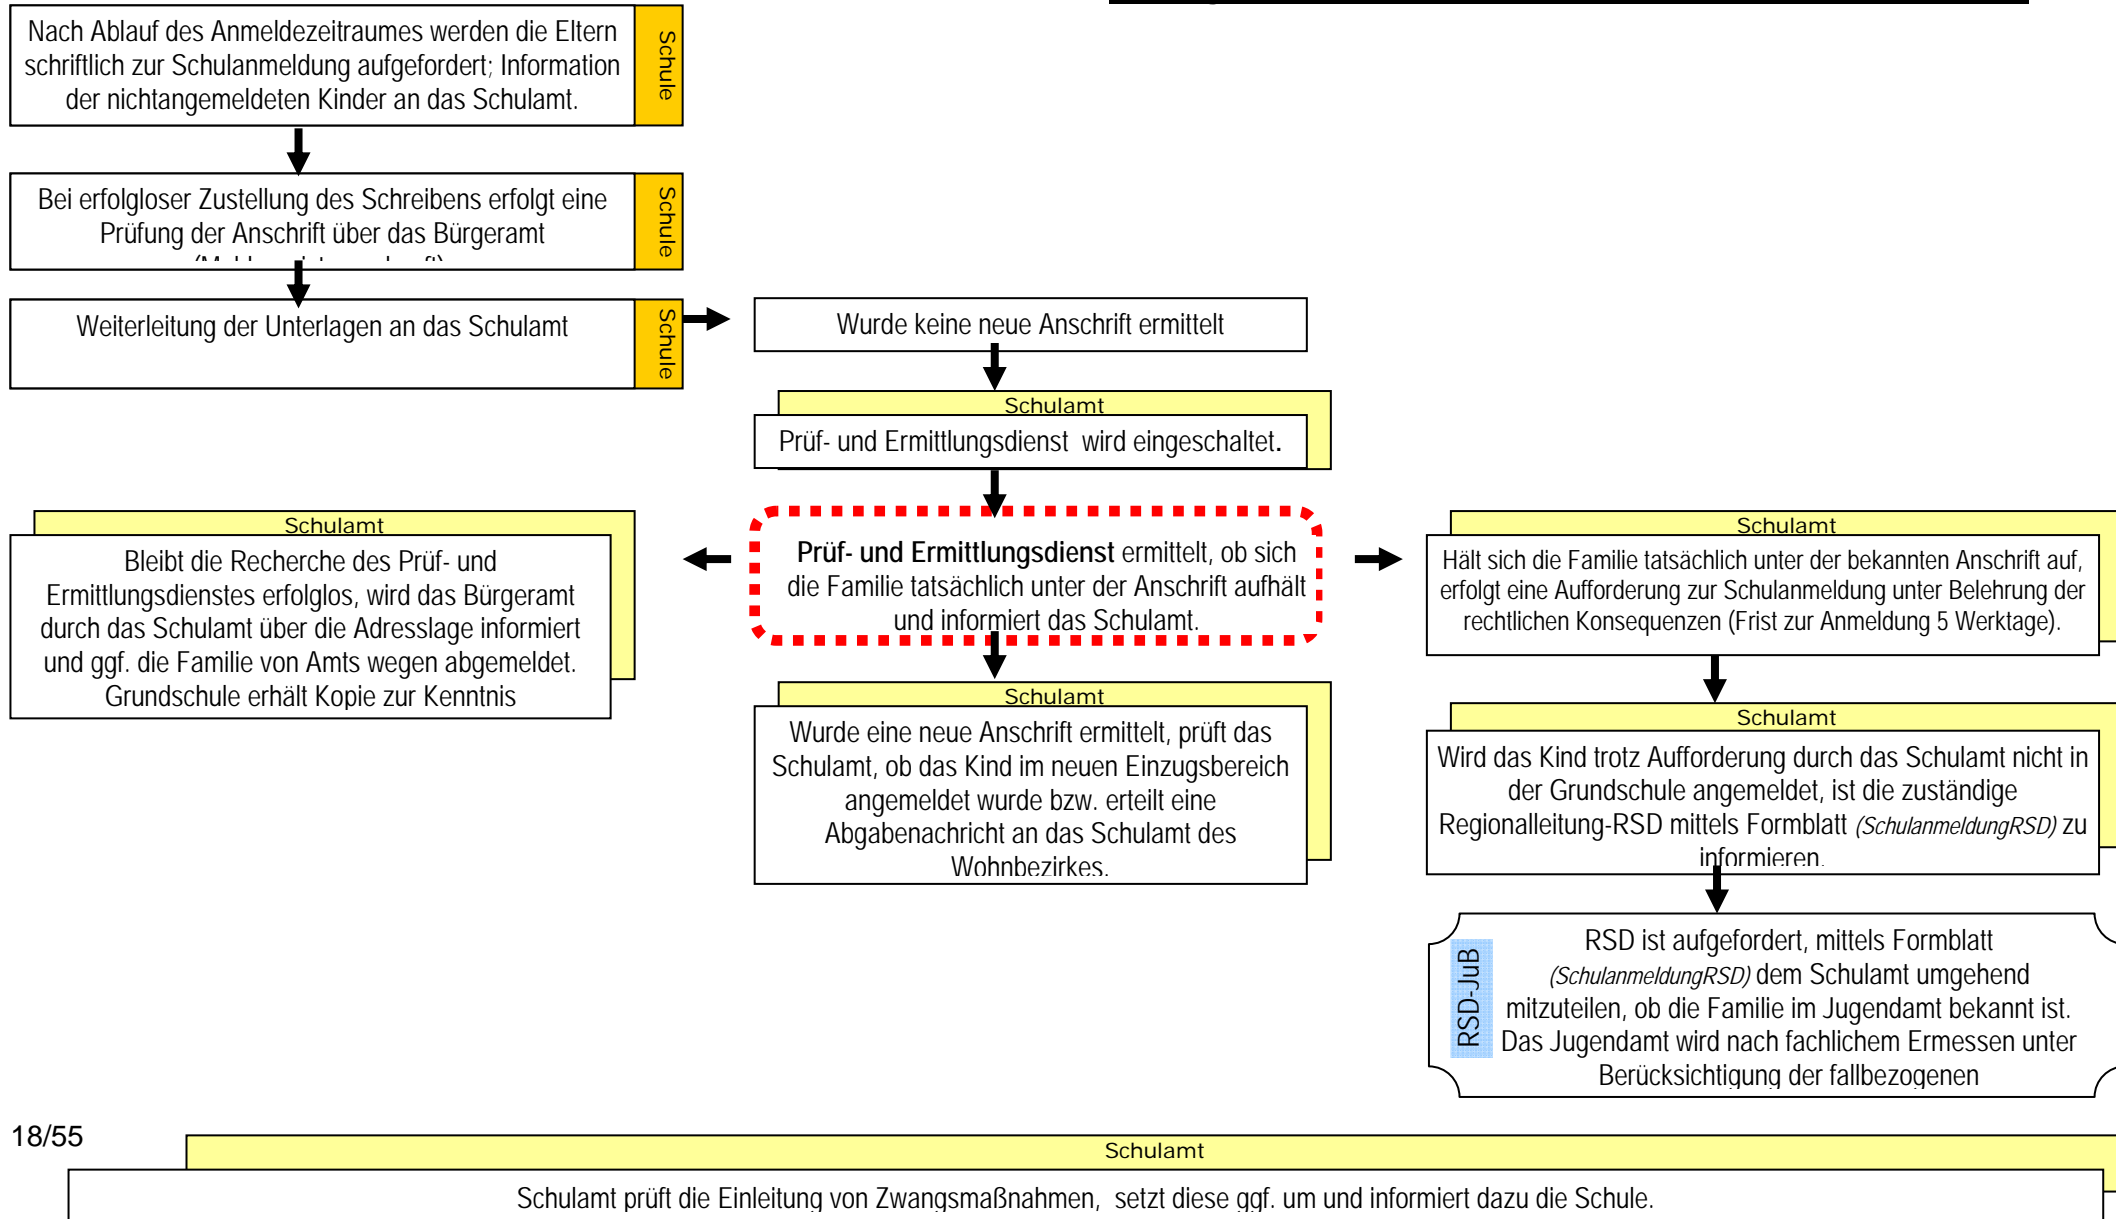 Nach Ablauf des Anmeldezeitraumes werden die Eltern
schriftlich zur Schulanmeldung aufgefordert; Information
der nichtangemeldeten Kinder an das Schulamt.
Schule
Bei erfolgloser Zustellung des Schreibens erfolgt eine
Prüfung der Anschrift über das Bürgeramt
Schule
Weiterleitung der Unterlagen an das Schulamt
Schule
Wurde keine neue Anschrift ermittelt
Schulamt
Prüf- und Ermittlungsdienst wird eingeschaltet.
Schulamt
Bleibt die Recherche des Prüf- und
Ermittlungsdienstes erfolglos, wird das Bürgeramt
durch das Schulamt über die Adresslage informiert
und ggf. die Familie von Amts wegen abgemeldet.
Grundschule erhält Kopie zur Kenntnis
Prüf- und Ermittlungsdienst ermittelt, ob sich
die Familie tatsächlich unter der Anschrift aufhält
und informiert das Schulamt.
Schulamt
Hält sich die Familie tatsächlich unter der bekannten Anschrift auf,
erfolgt eine Aufforderung zur Schulanmeldung unter Belehrung der
rechtlichen Konsequenzen (Frist zur Anmeldung 5 Werktage).
Schulamt
Wurde eine neue Anschrift ermittelt, prüft das
Schulamt, ob das Kind im neuen Einzugsbereich
angemeldet wurde bzw. erteilt eine
Abgabenachricht an das Schulamt des
Wohnbezirkes.
Schulamt
Wird das Kind trotz Aufforderung durch das Schulamt nicht in
der Grundschule angemeldet, ist die zuständige
Regionalleitung-RSD mittels Formblatt (SchulanmeldungRSD) zu
informieren.
RSD-JuB
RSD ist aufgefordert, mittels Formblatt
(SchulanmeldungRSD) dem Schulamt umgehend
mitzuteilen, ob die Familie im Jugendamt bekannt ist.
Das Jugendamt wird nach fachlichem Ermessen unter
Berücksichtigung der fallbezogenen
18/55
Schulamt
Schulamt prüft die Einleitung von Zwangsmaßnahmen, setzt diese ggf. um und informiert dazu die Schule.